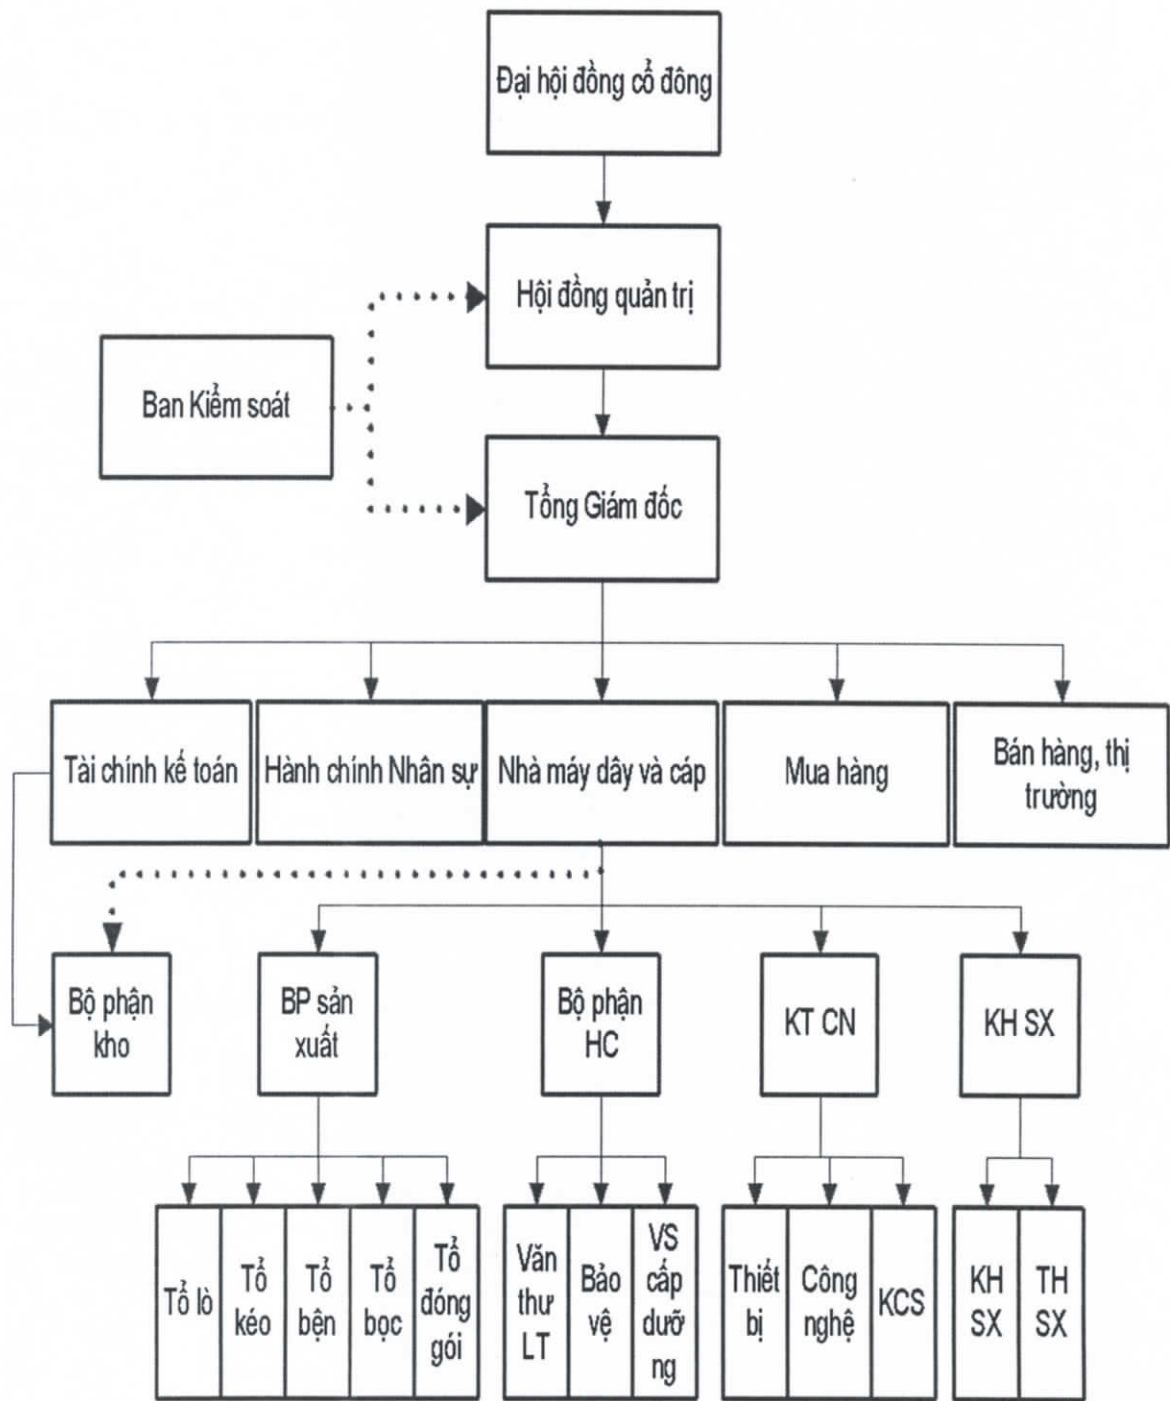 Đại hội đồng cổ đông
Hội đồng quản trị
Ban Kiểm soát
Tổng Giám đốc
Tài chính kế toán
Hành chính Nhân sự
Nhà máy dây và cáp
Mua hàng
Bán hàng, thị
trường
Bộ phận
kho
BP sản
xuất
Bộ phận
HC
KT CN
KH SX
Tổ lò
Tổ
kéo
Tổ
bện
Tổ
bọc
Tổ
đóng
gói
Văn
thư
LT
Bảo
vệ
VS
cấp
dưỡ
ng
Thiết
bị
Công
nghệ
KCS
KH
SX
TH
SX